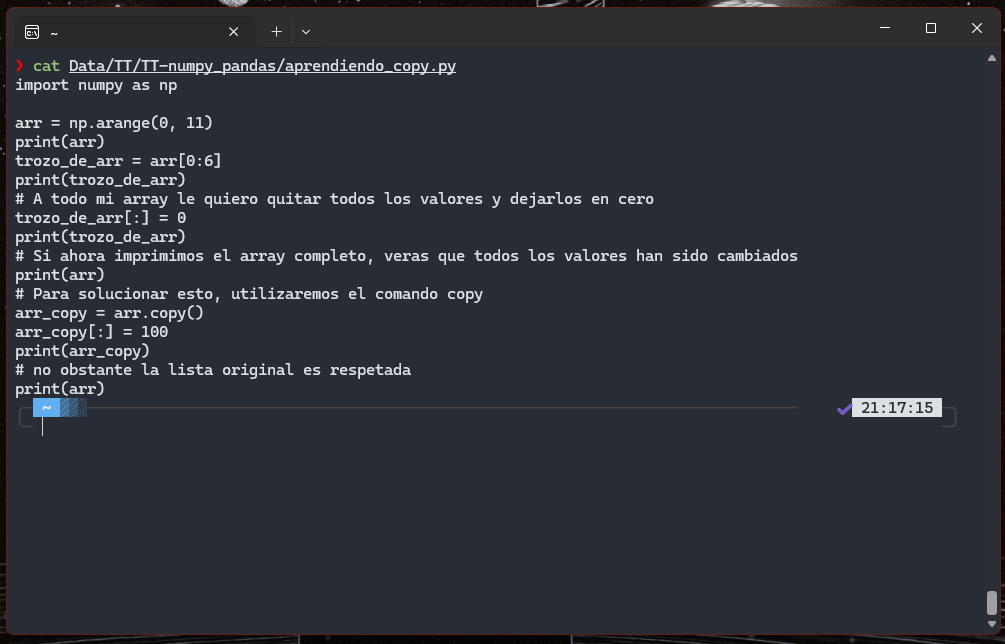 ~
❯ cat Data/TT/TT-numpy_pandas/aprendiendo_copy.py
import numpy as np

arr = np.arange(0, 11)
print(arr)
trozo_de_arr = arr[0:6]
print(trozo_de_arr)
# A todo mi array le quiero quitar todos los valores y dejarlos en cero
trozo_de_arr[:] = 0
print(trozo_de_arr)
# Si ahora imprimimos el array completo, veras que todos los valores han sido cambiados
print(arr)
# Para solucionar esto, utilizaremos el comando copy
arr_copy = arr.copy()
arr_copy[:] = 100
print(arr_copy)
# no obstante la lista original es respetada
print(arr)
~ ✔ 21:17:15